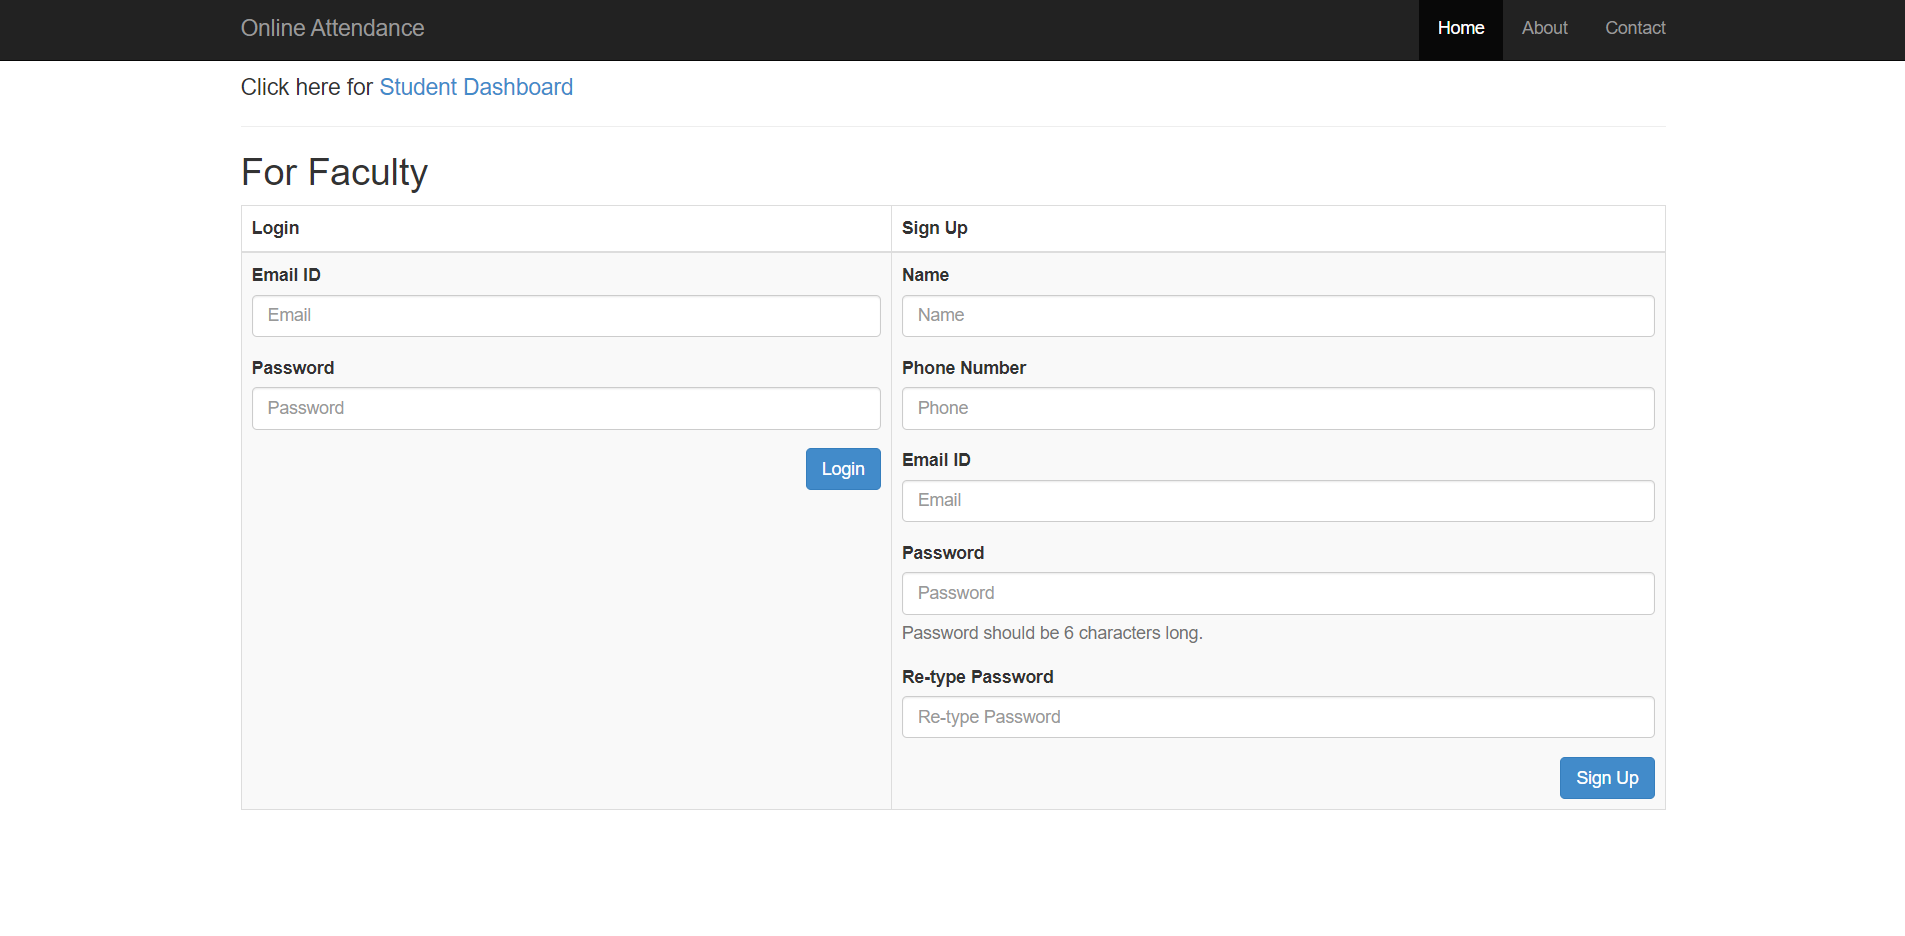 Online Attendance
Home About Contact
Click here for Student Dashboard
For Faculty
Login
Email ID
Email
Password
Password
Login
Sign Up
Name
Name
Phone Number
Phone
Email ID
Email
Password
Password
Password should be 6 characters long.
Re-type Password
Re-type Password
Sign Up